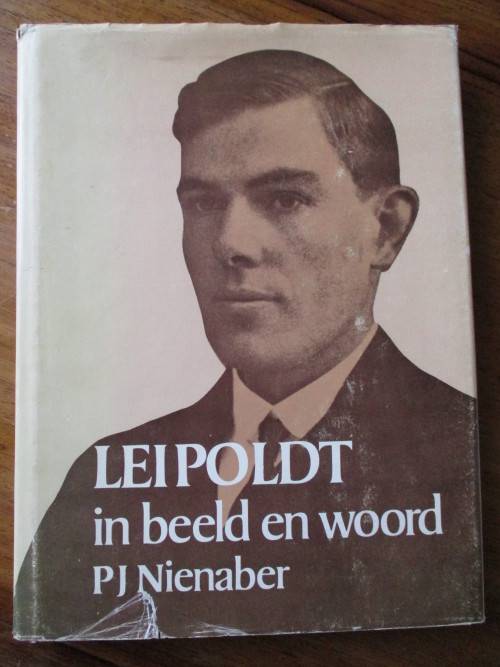 LEIPOLDT
in beeld en woord
PJ Nienaber